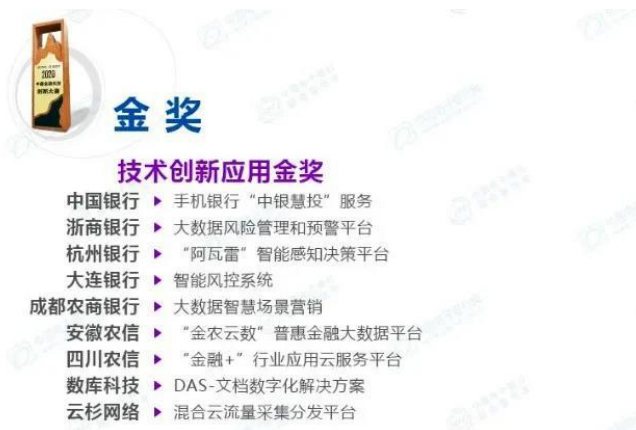 2020
金奖
技术创新应用金奖
中国银行 ▶ 手机银行“中银慧投”服务
浙商银行 ▶ 大数据风险管理和预警平台
杭州银行 ▶ “阿瓦雷”智能感知决策平台
大连银行 ▶ 智能风控系统
成都农商银行 ▶ 大数据智慧场景营销
安徽农信 ▶ “金农云数”普惠金融大数据平台
四川农信 ▶ “金融+”行业应用云服务平台
数库科技 ▶ DAS-文档数字化解决方案
云杉网络 ▶ 混合云流量采集分发平台